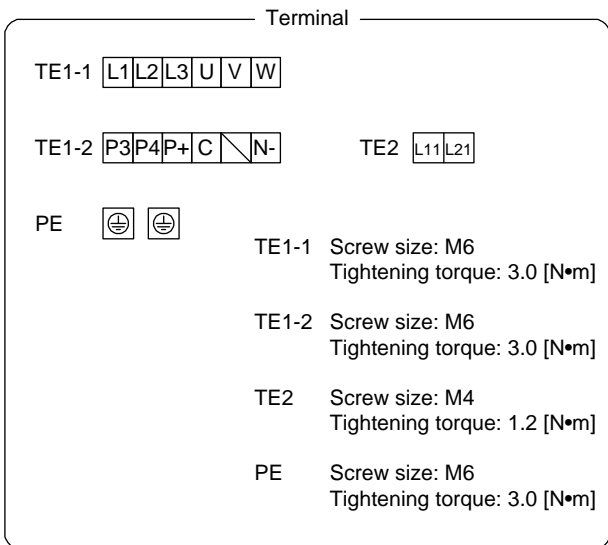 Terminal
TE1-1 L1 L2 L3 U V W
TE1-2 P3 P4 P+ C N- TE2 L11 L21
PE
TE1-1 Screw size: M6
Tightening torque: 3.0 [N•m]
TE1-2 Screw size: M6
Tightening torque: 3.0 [N•m]
TE2 Screw size: M4
Tightening torque: 1.2 [N•m]
PE Screw size: M6
Tightening torque: 3.0 [N•m]